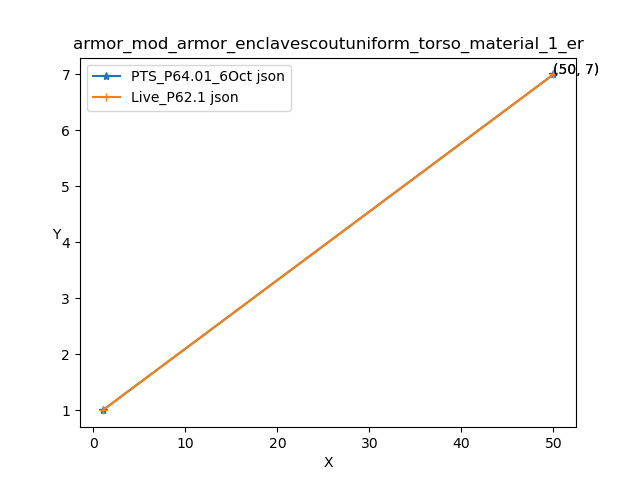 armor_mod_armor_enclavescoutuniform_torso_material_1_er
PTS_P64.01_6Oct json
Live_P62.1 json
(50, 7)
7
6
5
4
3
2
1
Y
0
10
20
30
40
50
X